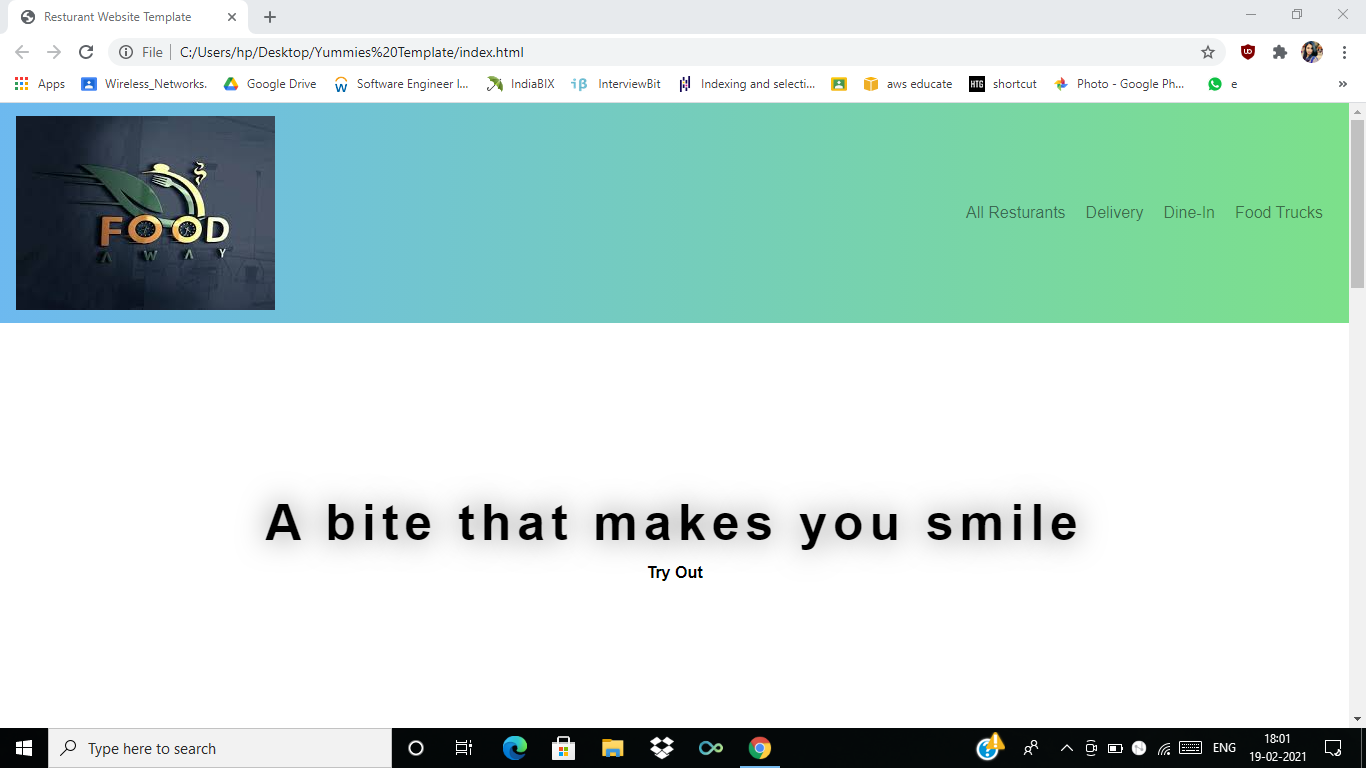 Resturant Website Template
File
C:/Users/hp/Desktop/Yummies%20Template/index.html
Apps
Wireless_Networks.
Google Drive
Software Engineer I...
IndiaBIX
InterviewBit
Indexing and selecti...
aws educate
HTG
shortcut
Photo - Google Ph...
e
»
FOOD
AWAY
All Resturants
Delivery
Dine-In
Food Trucks
A bite that makes you smile
Try Out
Type here to search
ENG
18:01
19-02-2021